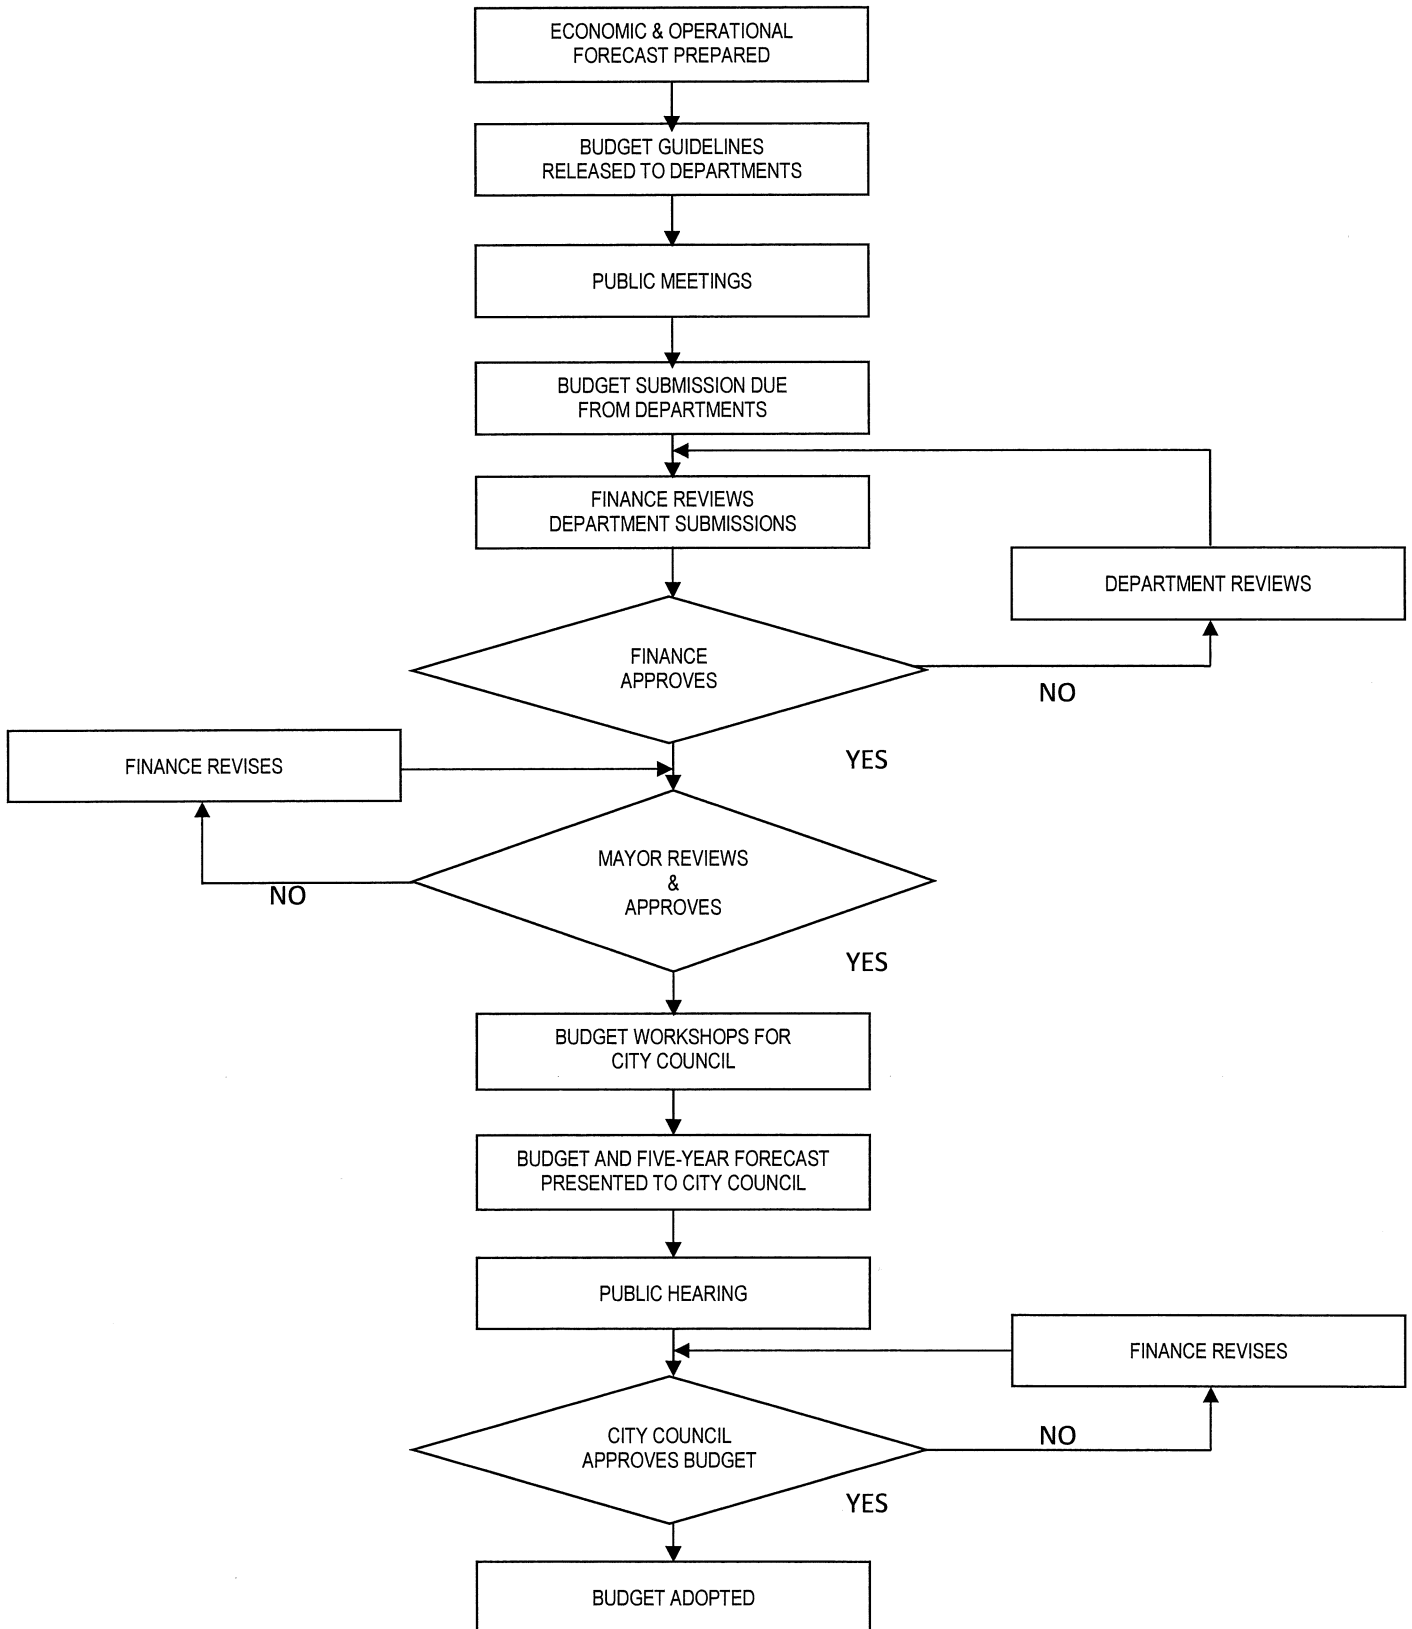 ECONOMIC & OPERATIONAL
FORECAST PREPARED
BUDGET GUIDELINES
RELEASED TO DEPARTMENTS
PUBLIC MEETINGS
BUDGET SUBMISSION DUE
FROM DEPARTMENTS
FINANCE REVIEWS
DEPARTMENT SUBMISSIONS
DEPARTMENT REVIEWS
FINANCE
APPROVES
NO
YES
FINANCE REVISES
MAYOR REVIEWS
&
APPROVES
NO
YES
BUDGET WORKSHOPS FOR
CITY COUNCIL
BUDGET AND FIVE-YEAR FORECAST
PRESENTED TO CITY COUNCIL
PUBLIC HEARING
FINANCE REVISES
CITY COUNCIL
APPROVES BUDGET
NO
YES
BUDGET ADOPTED